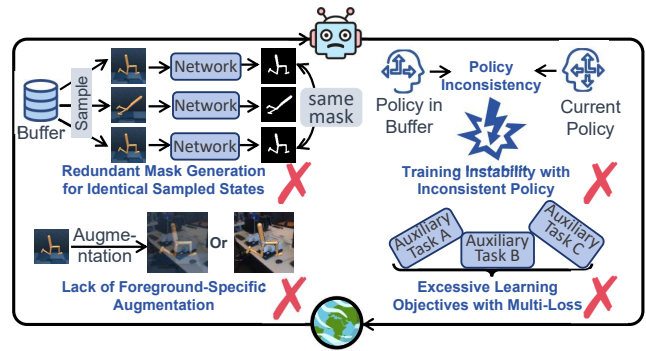 Buffer
Sample
Network
Network
Network
same
mask
Redundant Mask Generation
for Identical Sampled States
Policy in
Buffer
Policy
Inconsistency
Current
Policy
Training Instability with
Inconsistent Policy
Augme-
ntation
Or
Lack of Foreground-Specific
Augmentation
Auxiliary
Task A
Auxiliary
Task B
Auxiliary
Task C
Excessive Learning
Objectives with Multi-Loss